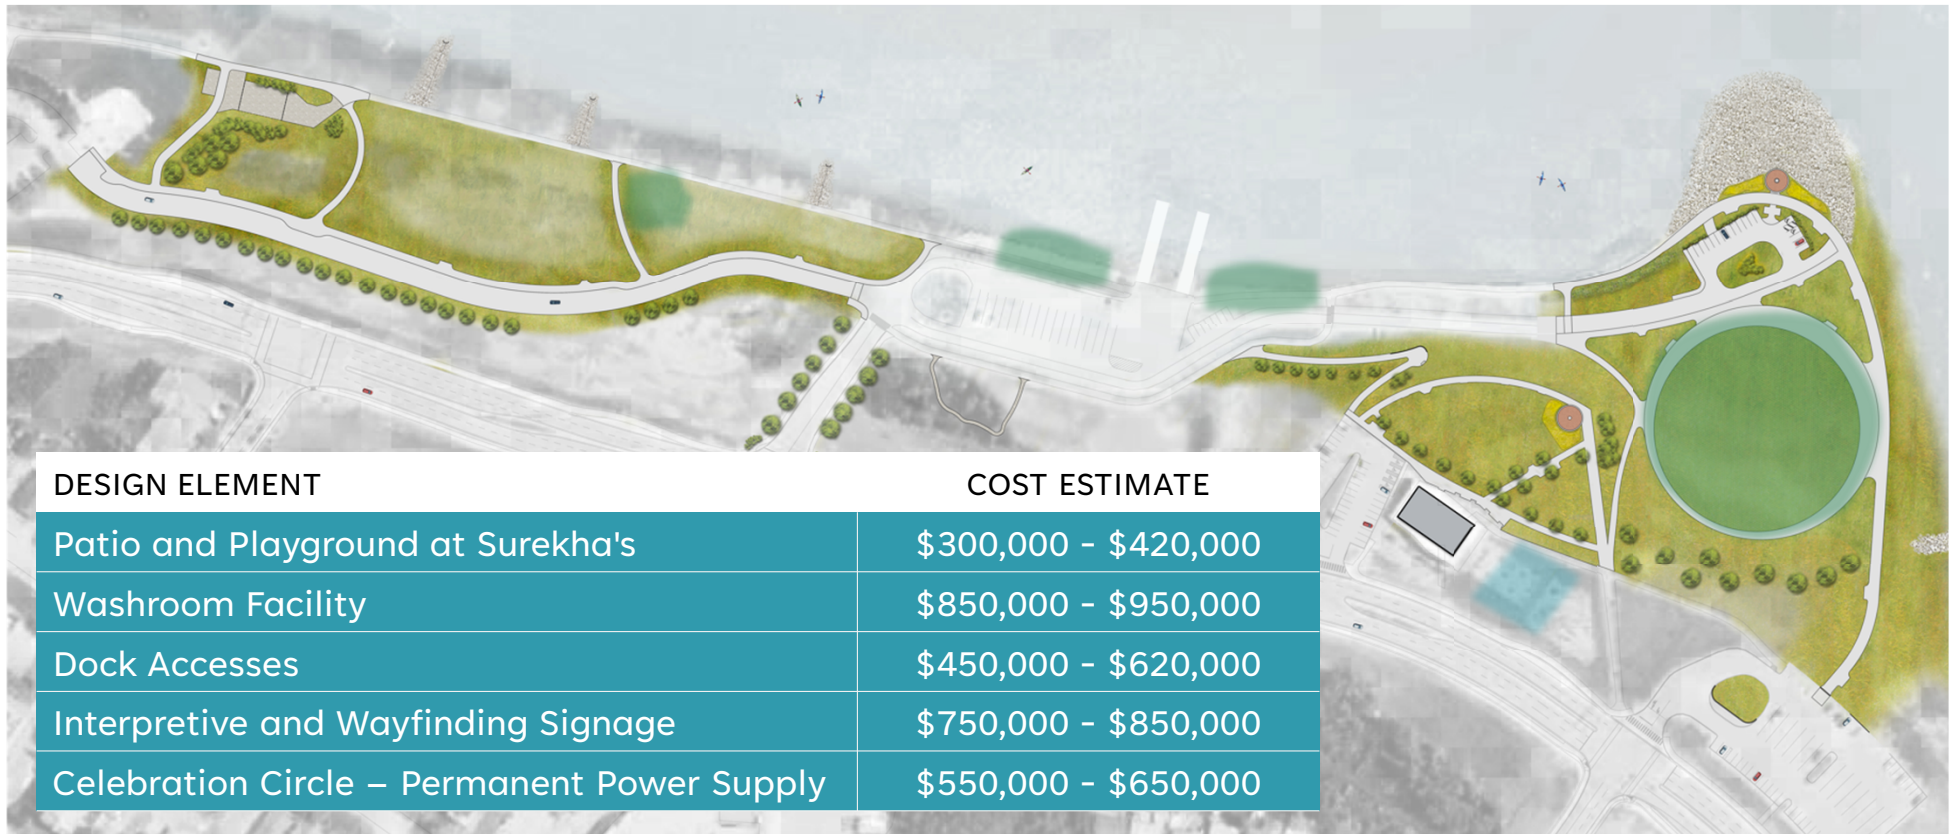 DESIGN ELEMENT COST ESTIMATE
Patio and Playground at Surekha's $300,000 - $420,000
Washroom Facility $850,000 - $950,000
Dock Accesses $450,000 - $620,000
Interpretive and Wayfinding Signage $750,000 - $850,000
Celebration Circle – Permanent Power Supply $550,000 - $650,000